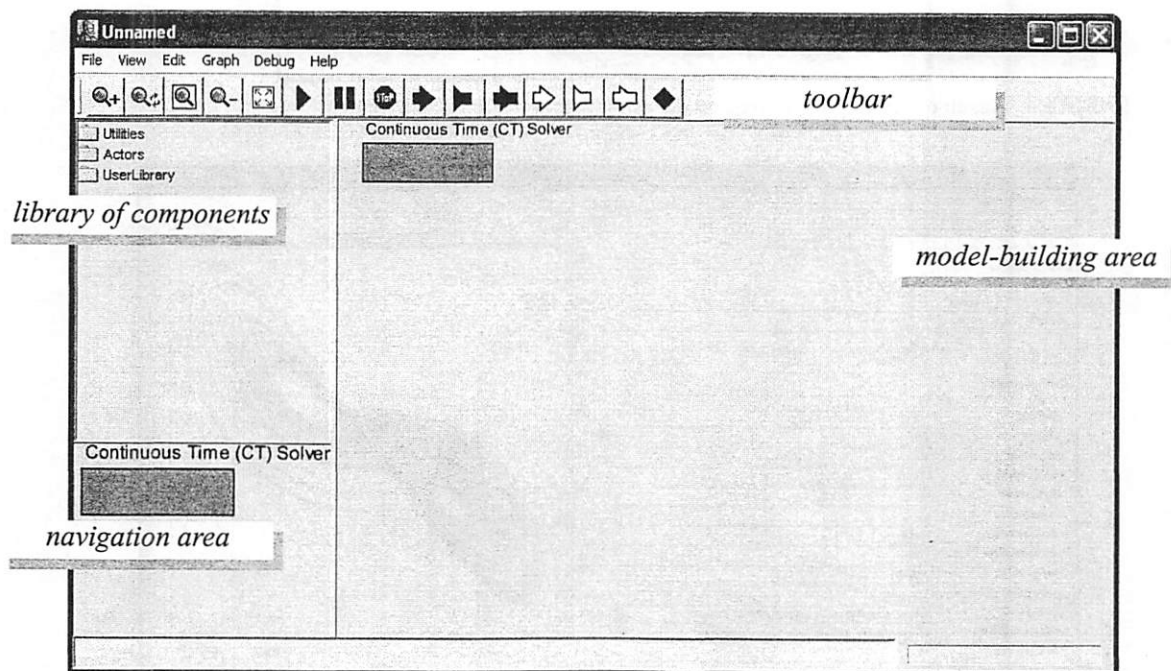 Unnamed
File View Edit Graph Debug Help
STOP
toolbar
Utilities
Actors
UserLibrary
Continuous Time (CT) Solver
library of components
model-building area
Continuous Time (CT) Solver
navigation area